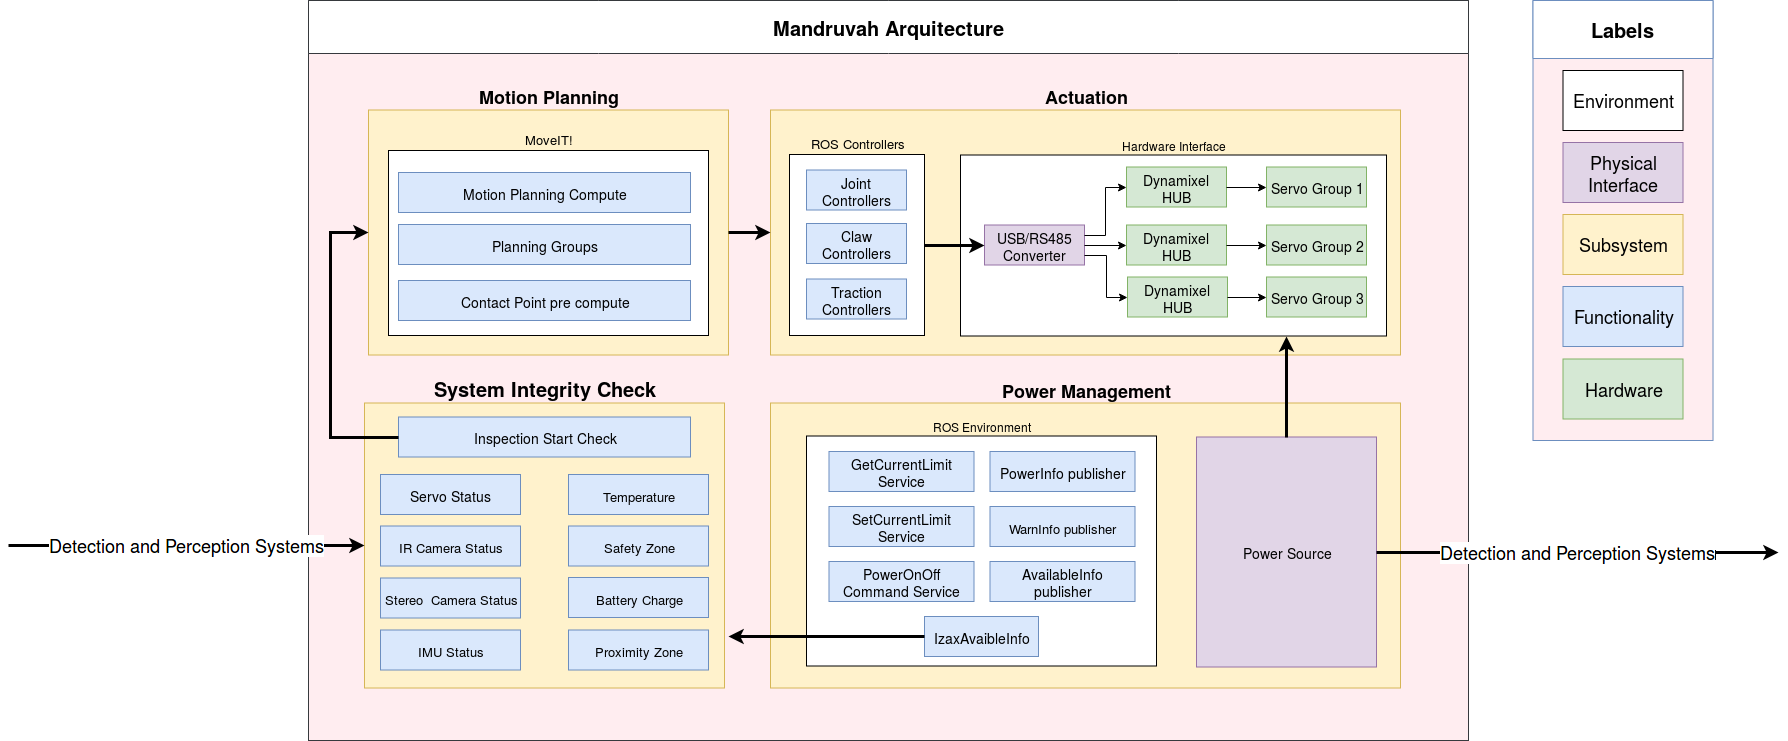 Mandruvah Arquitecture
Motion Planning
MoveIT!
Motion Planning Compute
Planning Groups
Contact Point pre compute
Actuation
ROS Controllers
Joint
Controllers
Claw
Controllers
Traction
Controllers
Hardware Interface
USB/RS485
Converter
Dynamixel
HUB
Servo Group 1
Dynamixel
HUB
Servo Group 2
Dynamixel
HUB
Servo Group 3
System Integrity Check
Inspection Start Check
Servo Status
Temperature
IR Camera Status
Safety Zone
Stereo Camera Status
Battery Charge
IMU Status
Proximity Zone
Detection and Perception Systems
Power Management
ROS Environment
GetCurrentLimit
Service
PowerInfo publisher
SetCurrentLimit
Service
WarnInfo publisher
PowerOnOff
Command Service
AvailableInfo
publisher
IzaxAvaibleInfo
Power Source
Detection and Perception Systems
Labels
Environment
Physical
Interface
Subsystem
Functionality
Hardware